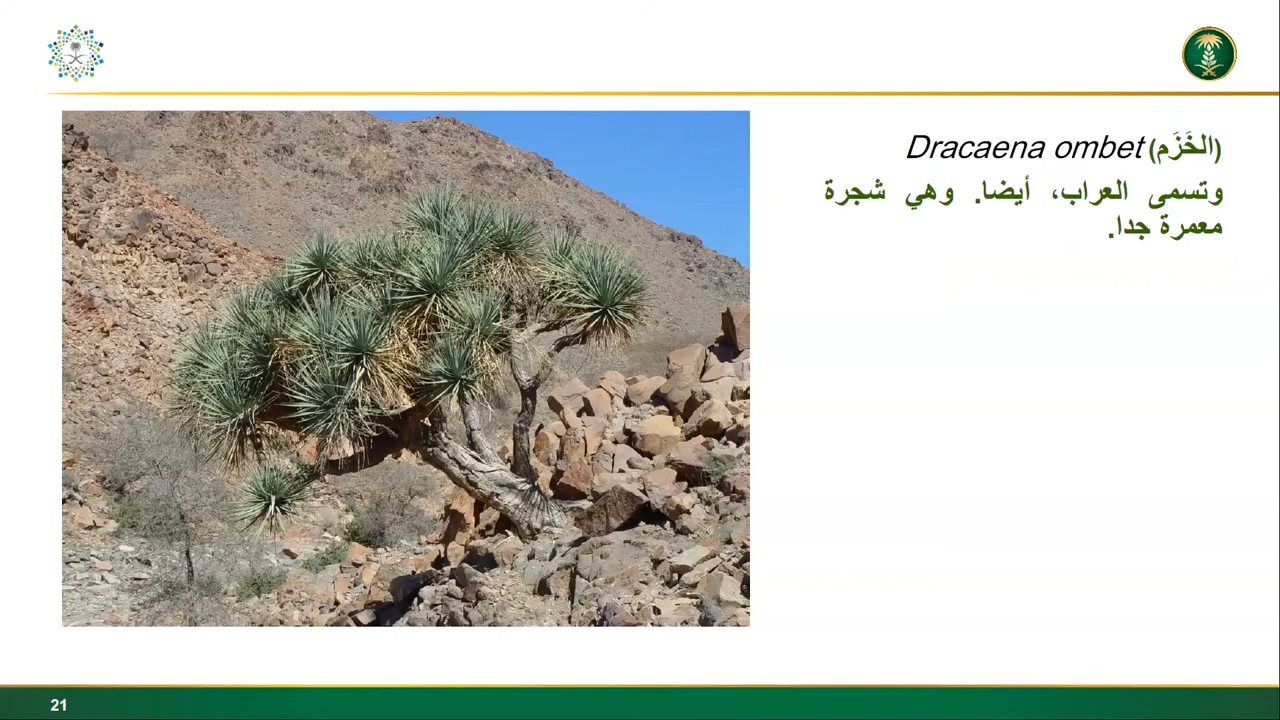 (الخَزَم) Dracaena ombet
وتسمى العراب، أيضا. وهي شجرة
معمرة جدا.
21